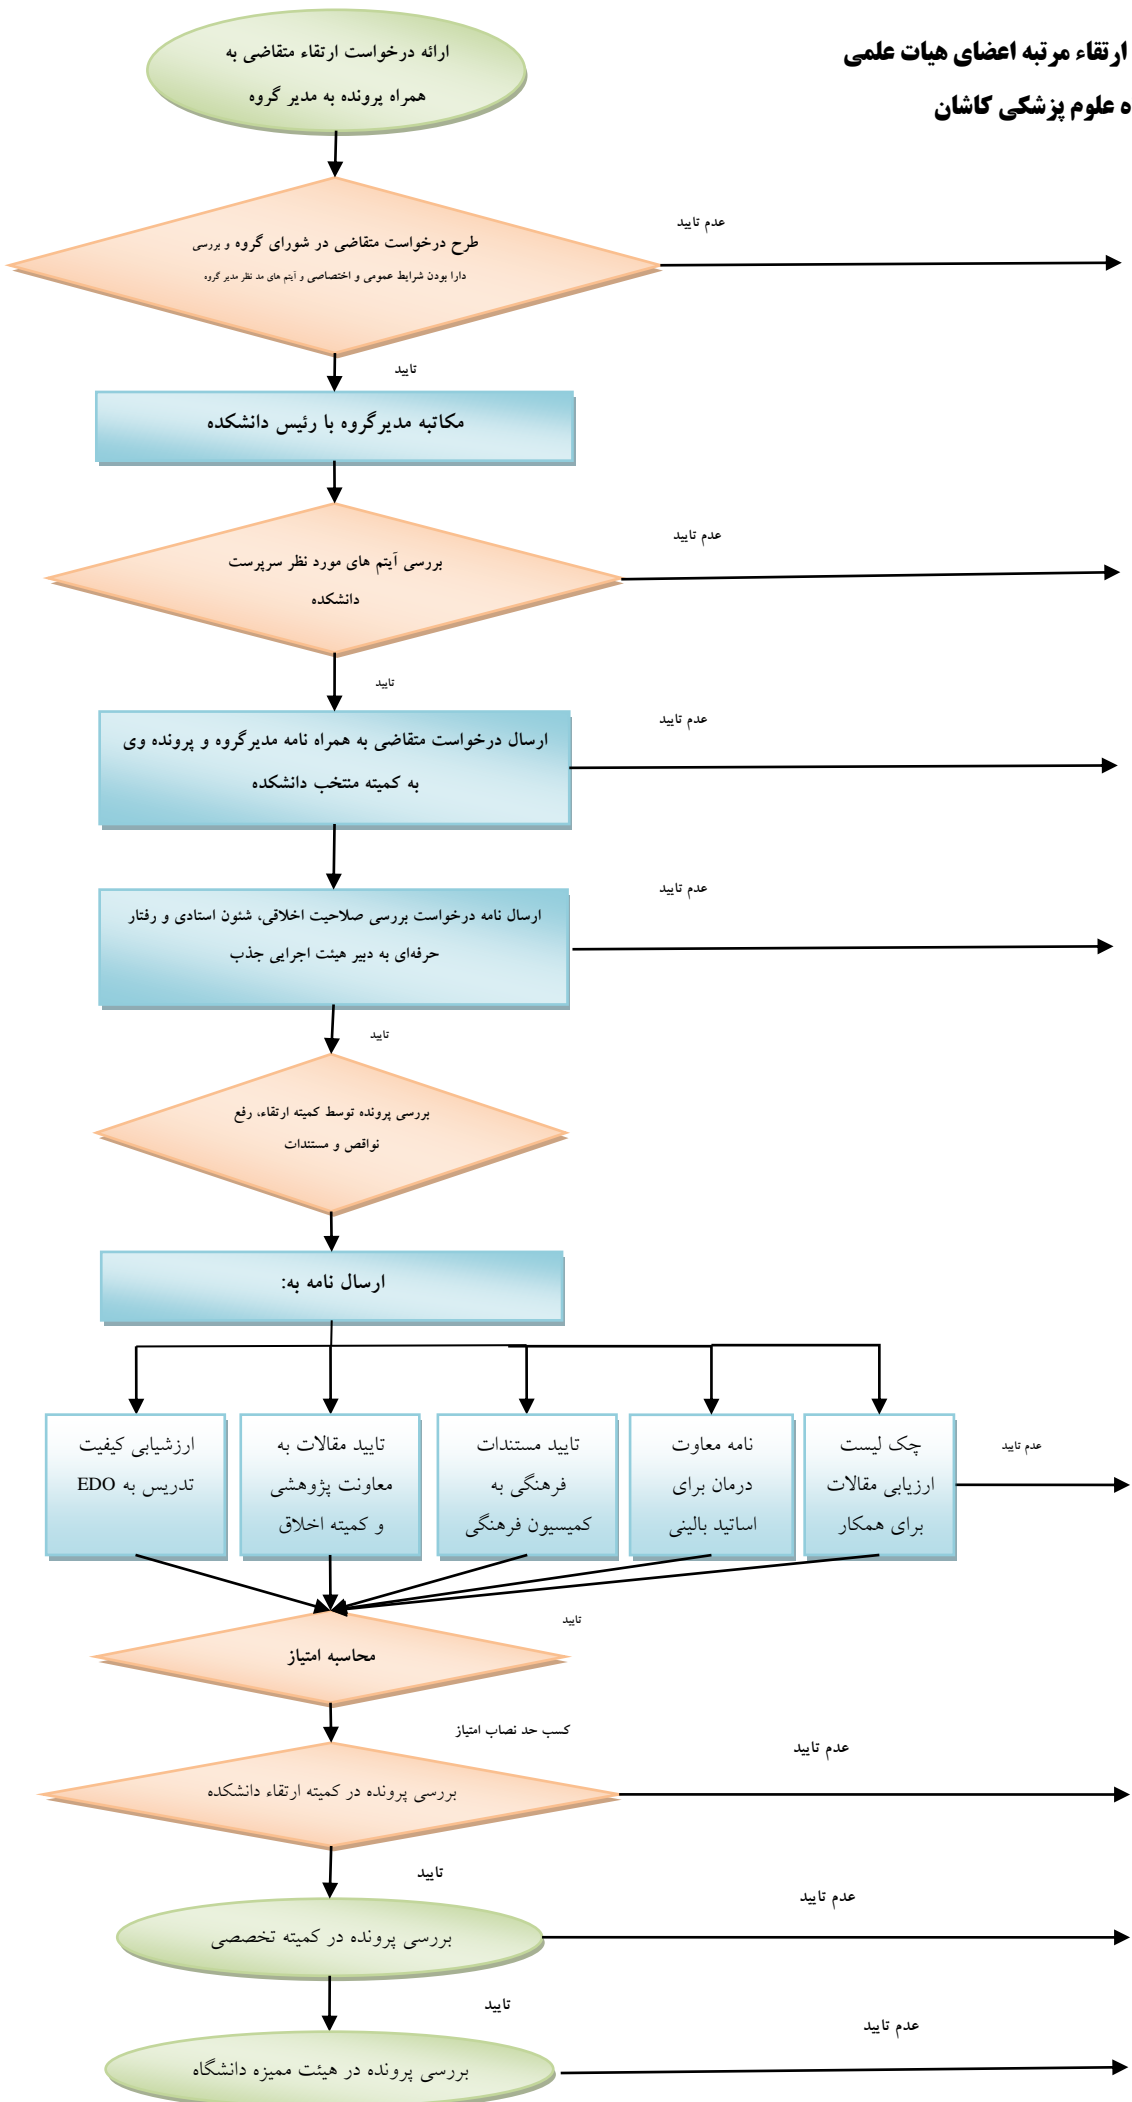 ارتقاء مرتبه اعضای هیات علمی
ه علوم پزشکی کاشان
ارائه درخواست ارتقاء متقاضی به
همراه پرونده به مدیر گروه
عدم تایید
طرح درخواست متقاضی در شورای گروه و بررسی
دارا بودن شرایط عمومی و اختصاصی و آیتم های مد نظر مدیر گروه
تایید
مکاتبه مدیرگروه با رئیس دانشکده
عدم تایید
بررسی آیتم های مورد نظر سرپرست
دانشکده
تایید
عدم تایید
ارسال درخواست متقاضی به همراه نامه مدیرگروه و پرونده وی
به کمیته منتخب دانشکده
عدم تایید
ارسال نامه درخواست بررسی صلاحیت اخلاقی، شئون استادی و رفتار
حرفه‌ای به دبیر هیئت اجرایی جذب
تایید
بررسی پرونده توسط کمیته ارتقاء، رفع
نواقص و مستندات
ارسال نامه به:
عدم تایید
چک لیست
ارزیابی مقالات
برای همکار
نامه معاوت
درمان برای
اساتید بالینی
تایید مستندات
فرهنگی به
کمیسیون فرهنگی
تایید مقالات به
معاونت پژوهشی
و کمیته اخلاق
ارزشیابی کیفیت
تدریس به EDO
تایید
محاسبه امتیاز
کسب حد نصاب امتیاز
عدم تایید
بررسی پرونده در کمیته ارتقاء دانشکده
تایید
عدم تایید
بررسی پرونده در کمیته تخصصی
تایید
عدم تایید
بررسی پرونده در هیئت ممیزه دانشگاه